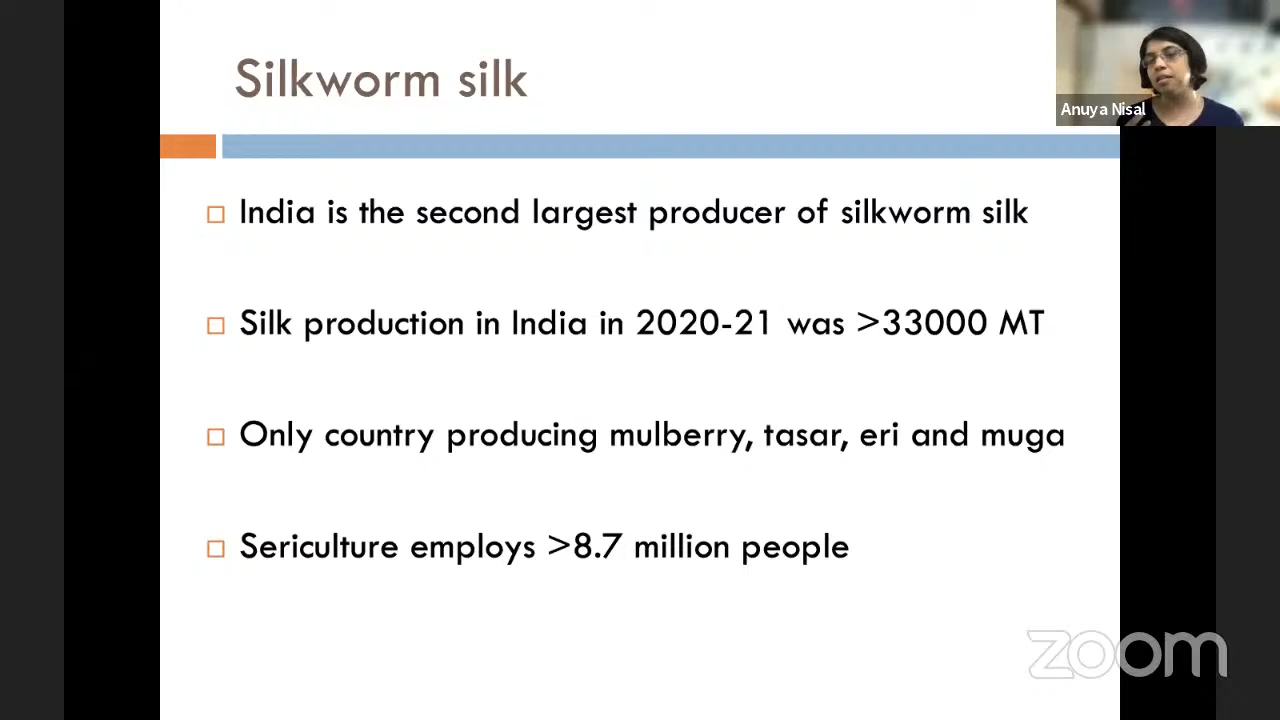 Silkworm silk
Anuya Nisal
India is the second largest producer of silkworm silk
Silk production in India in 2020-21 was >33000 MT
Only country producing mulberry, tasar, eri and muga
Sericulture employs >8.7 million people
zoom